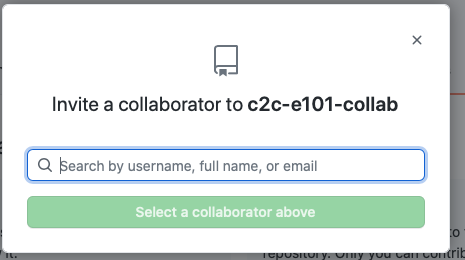 Invite a collaborator to c2c-e101-collab
Search by username, full name, or email
Select a collaborator above
it.
repository. Only you can contrib